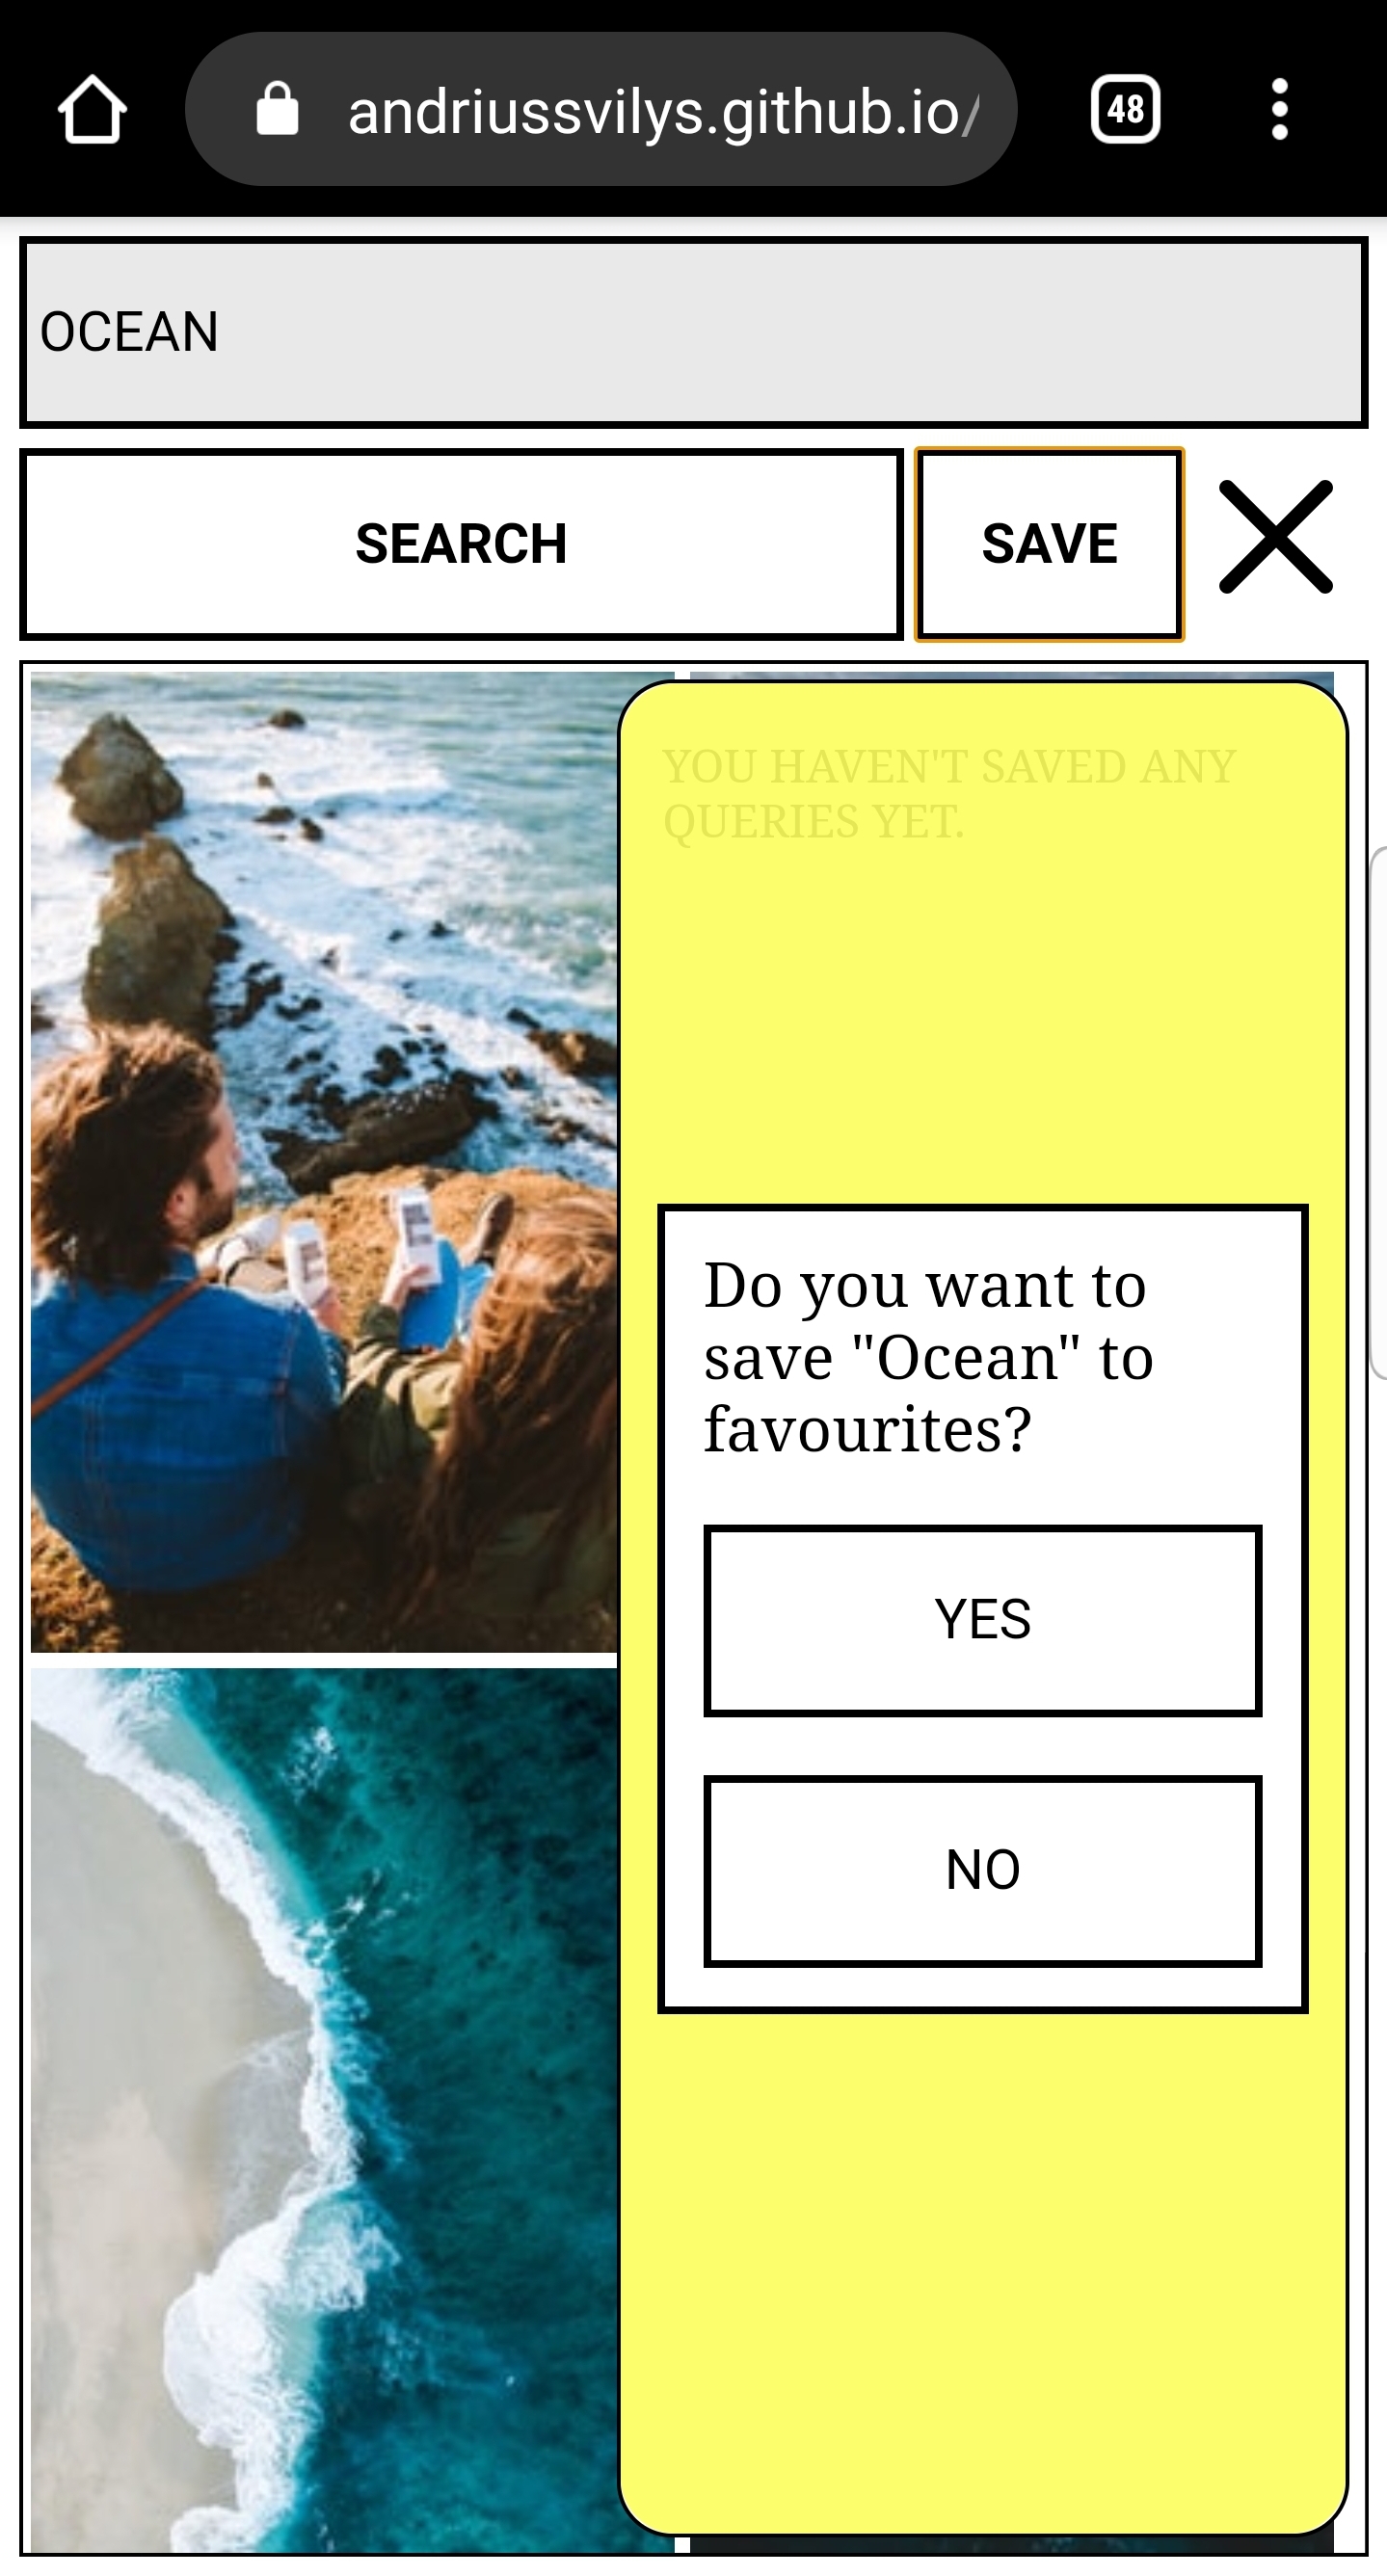 andriussvilys.github.io/
48
OCEAN
SEARCH
SAVE
YOU HAVEN'T SAVED ANY
QUERIES YET.
Do you want to
save "Ocean" to
favourites?
YES
NO